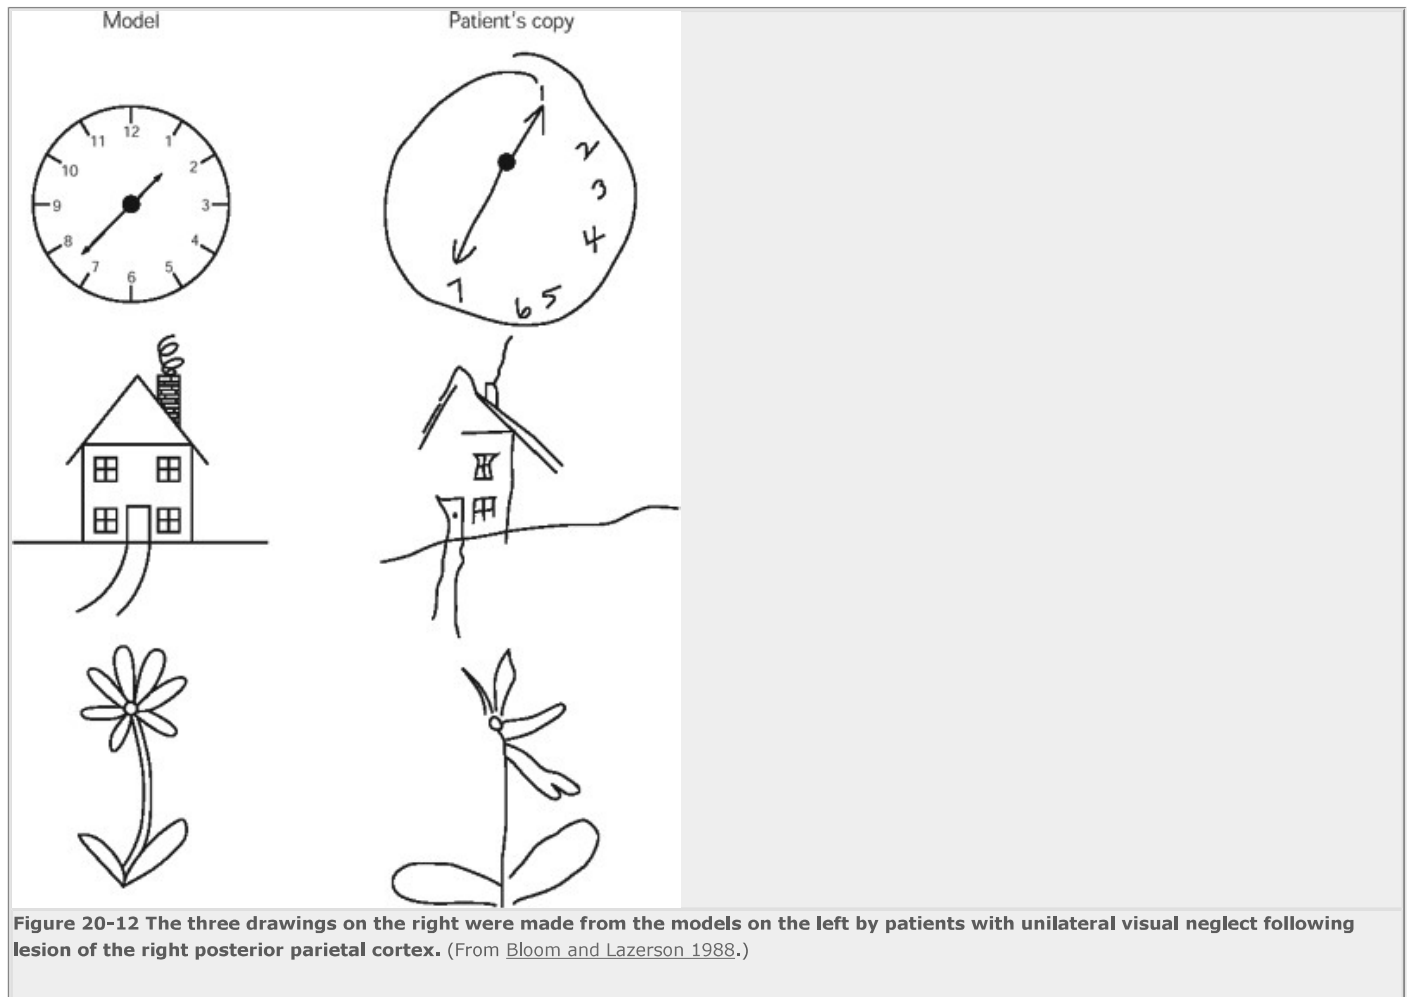 Model Patient's copy
12
11 1
10 2
9 3
8 4
7 5
6
1
2
3
4
7 6 5
Figure 20-12 The three drawings on the right were made from the models on the left by patients with unilateral visual neglect following
lesion of the right posterior parietal cortex. (From Bloom and Lazerson 1988.)